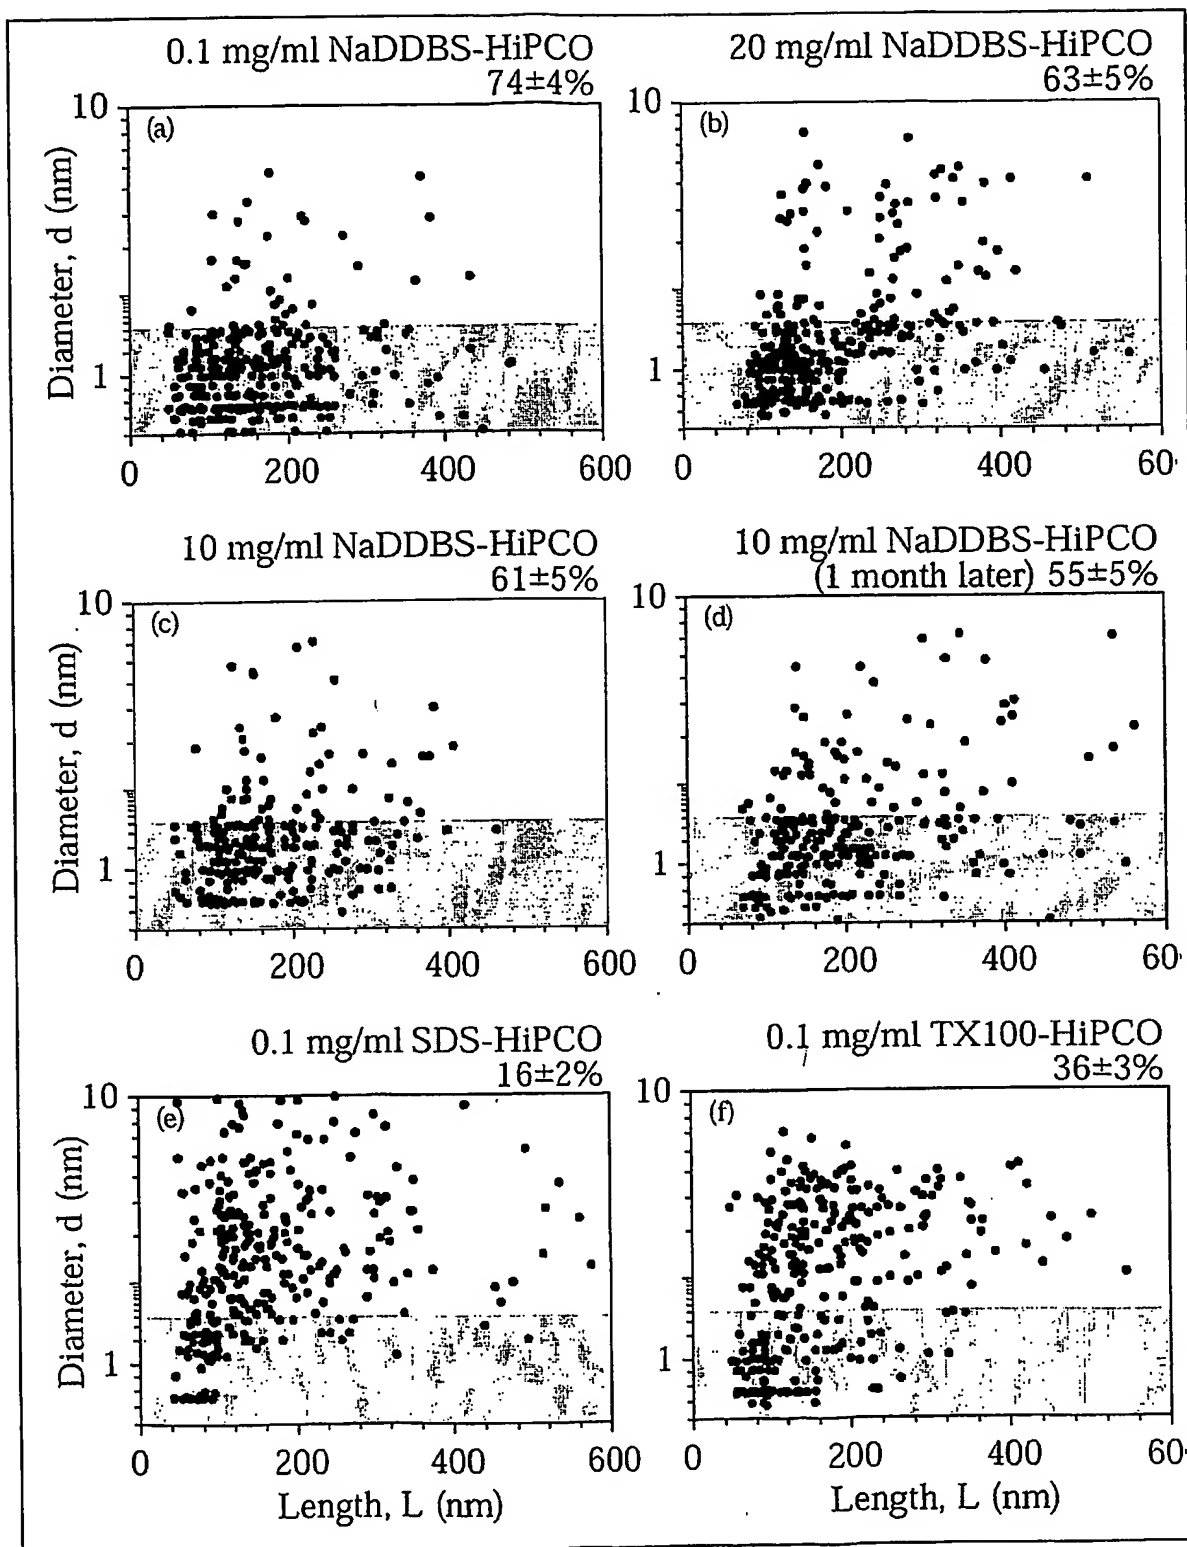 0.1 mg/ml NaDDBS-HiPCO
74±4%
10
(a)
Diameter, d (nm)
1
0 200 400 600
20 mg/ml NaDDBS-HiPCO
63±5%
10
(b)
1
0 200 400 60
10 mg/ml NaDDBS-HiPCO
61±5%
10
(c)
Diameter, d (nm)
1
0 200 400 600
10 mg/ml NaDDBS-HiPCO
(1 month later) 55±5%
10
(d)
1
0 200 400 60
0.1 mg/ml SDS-HiPCO
16±2%
10
(e)
Diameter, d (nm)
1
0 200 400 600
Length, L (nm)
0.1 mg/ml TX100-HiPCO
36±3%
10
(f)
1
0 200 400 60
Length, L (nm)